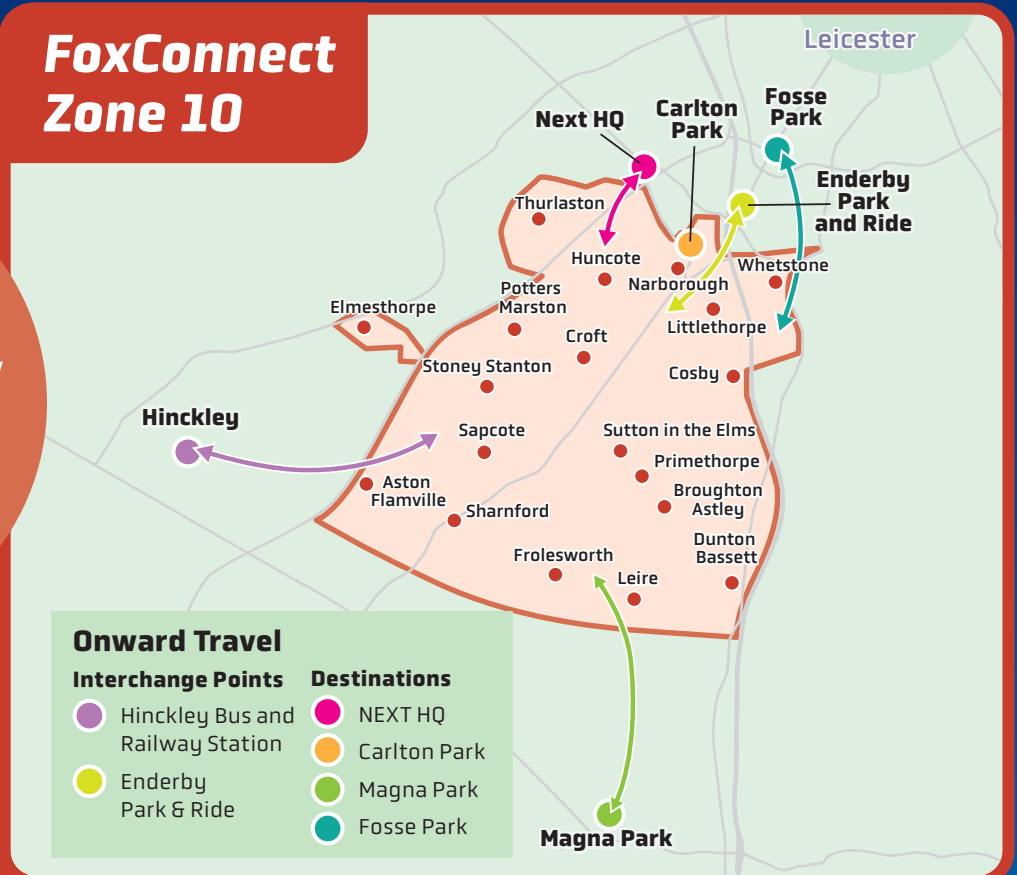 FoxConnect
Zone 10
Leicester
Next HQ
Carlton
Park
Fosse
Park
Enderby
Park
and Ride
Thurlaston
Huncote
Narborough
Whetstone
Potters
Marston
Elmesthorpe
Littlethorpe
Croft
Stoney Stanton
Cosby
Hinckley
Sapcote
Sutton in the Elms
Primethorpe
Aston
Flamville
Broughton
Astley
Sharnford
Dunton
Bassett
Frolesworth
Leire
Magna Park
Onward Travel
Interchange Points
Hinckley Bus and
Railway Station
Enderby
Park & Ride
Destinations
NEXT HQ
Carlton Park
Magna Park
Fosse Park